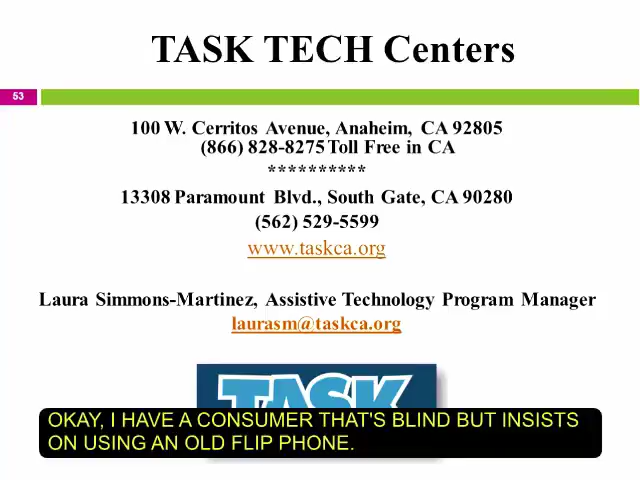 TASK TECH Centers
53
100 W. Cerritos Avenue, Anaheim, CA 92805
(866) 828-8275 Toll Free in CA
**********
13308 Paramount Blvd., South Gate, CA 90280
(562) 529-5599
www.taskca.org
Laura Simmons-Martinez, Assistive Technology Program Manager
laurasm@taskca.org
TASK
OKAY, I HAVE A CONSUMER THAT'S BLIND BUT INSISTS
ON USING AN OLD FLIP PHONE.